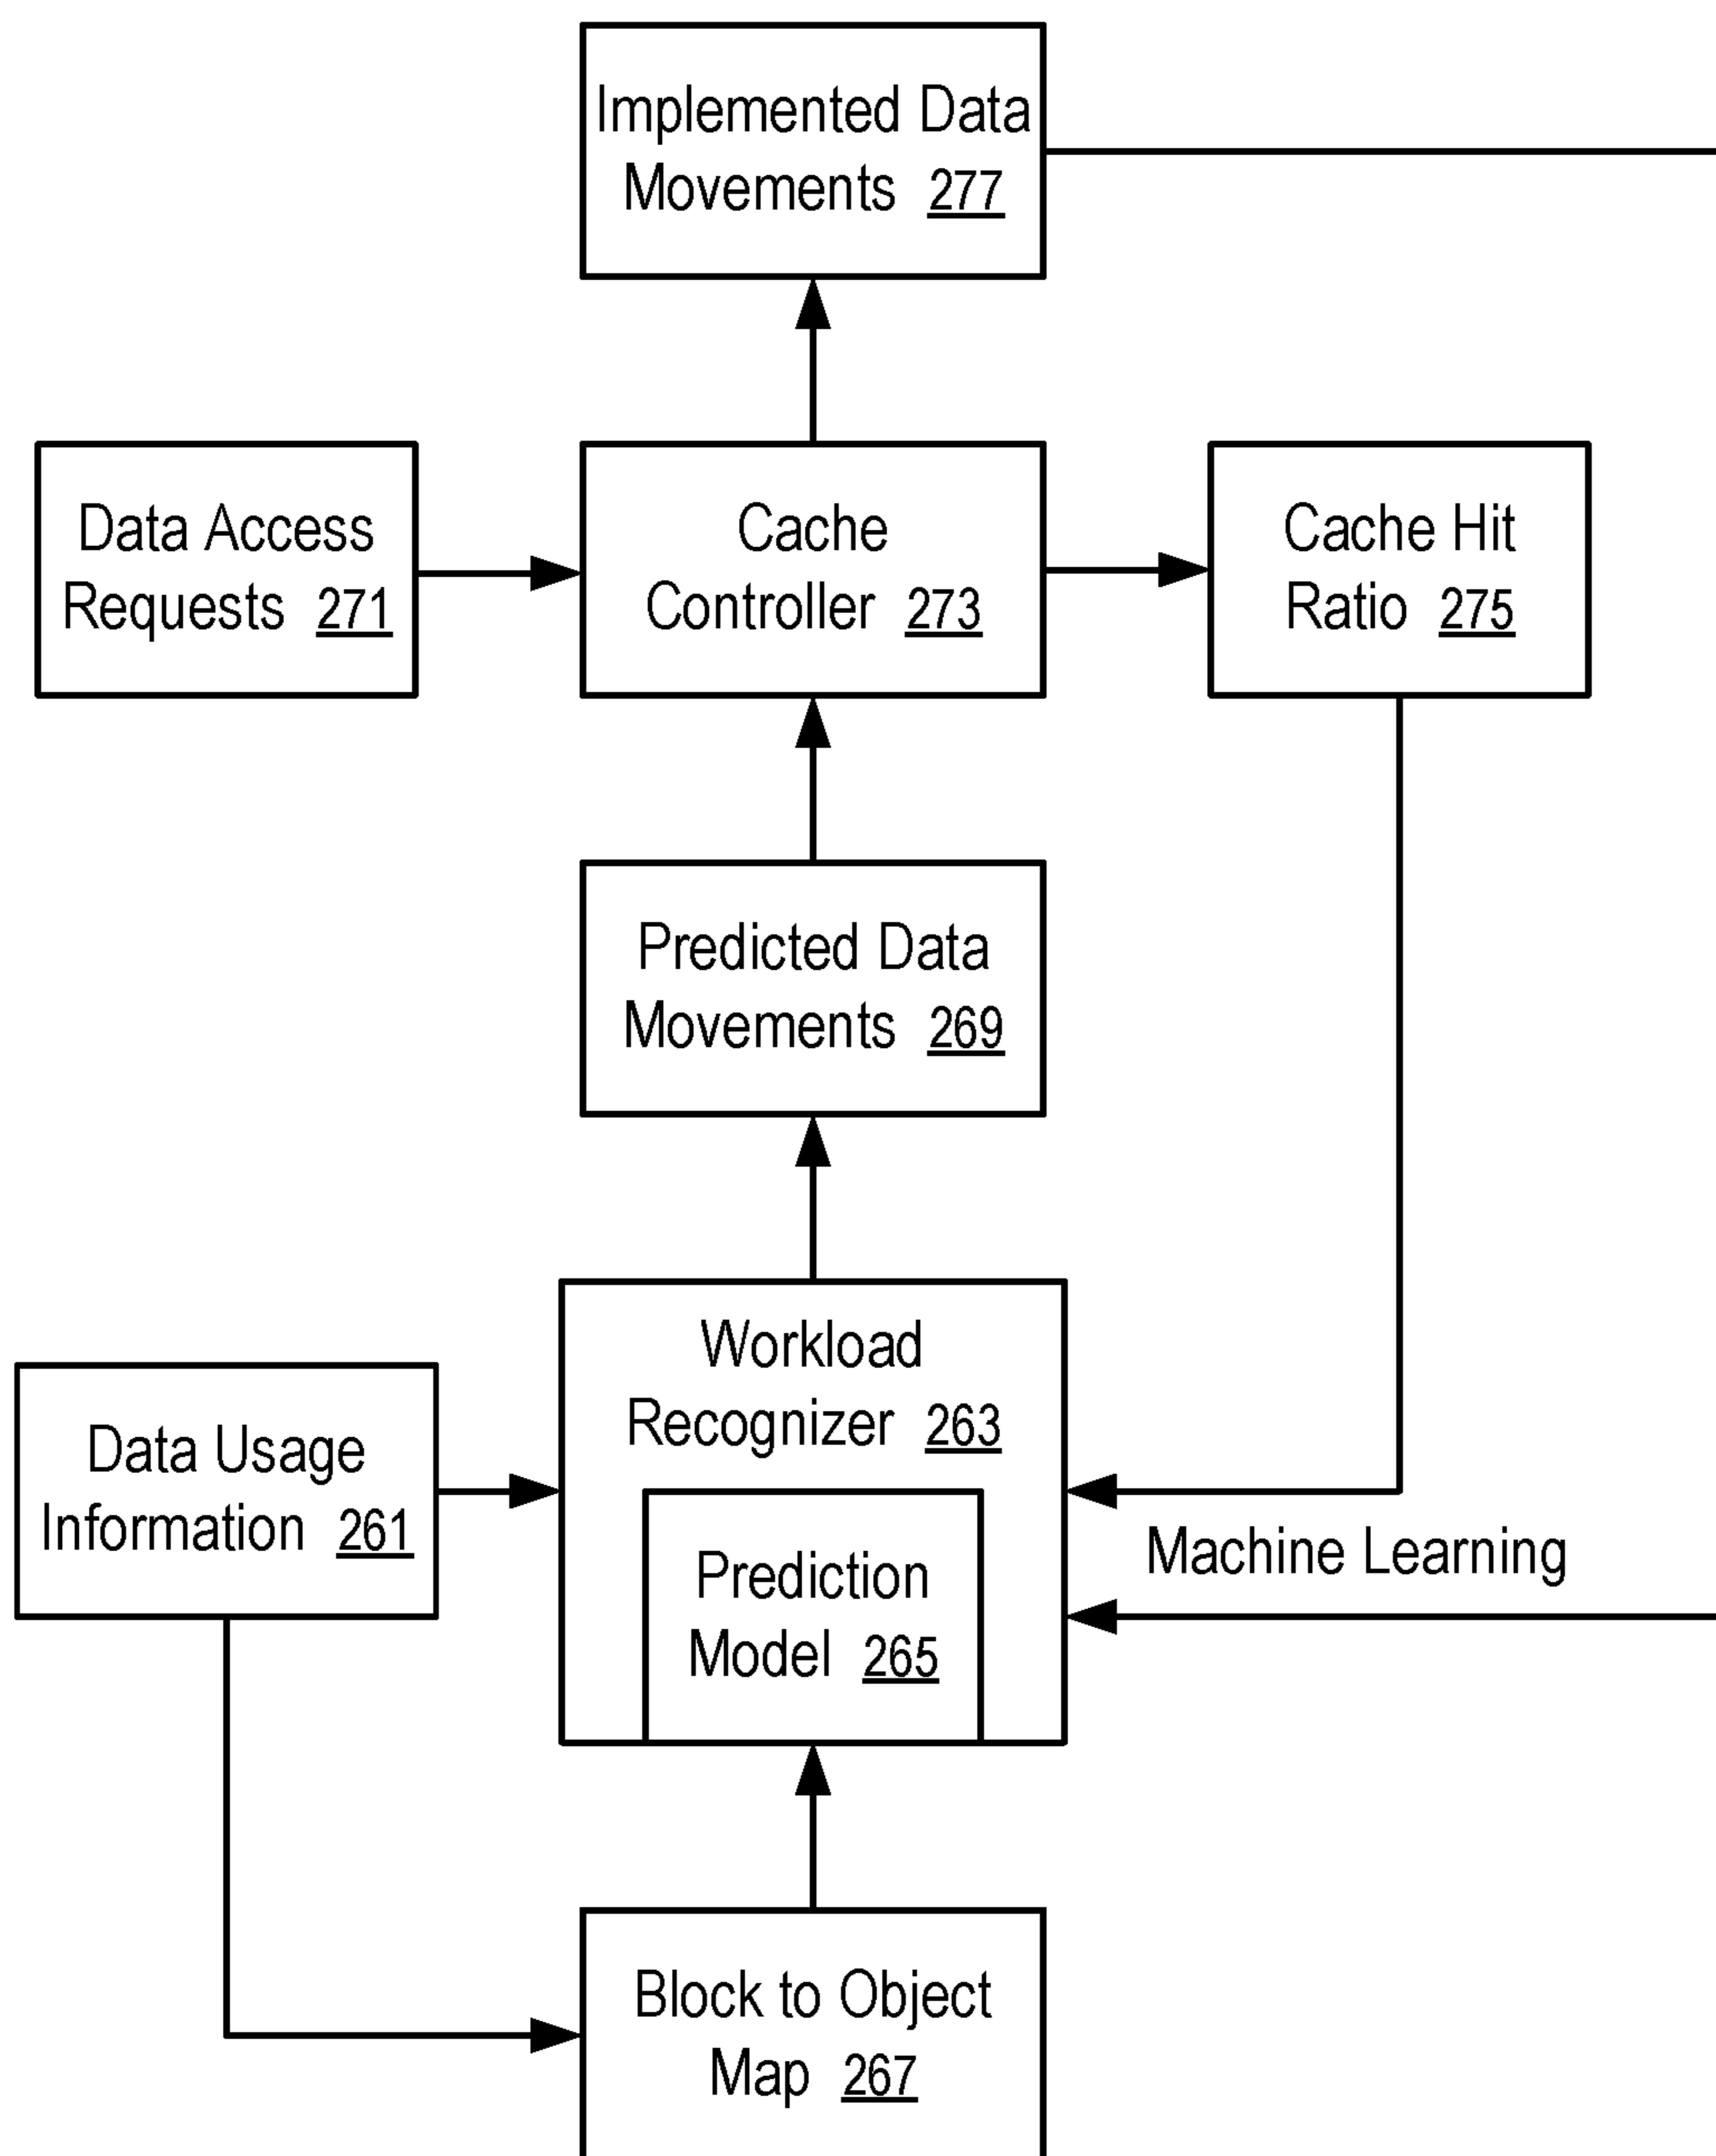 Implemented Data
Movements 277
Data Access
Requests 271
Cache
Controller 273
Cache Hit
Ratio 275
Predicted Data
Movements 269
Workload
Recognizer 263
Data Usage
Information 261
Prediction
Model 265
Machine Learning
Block to Object
Map 267